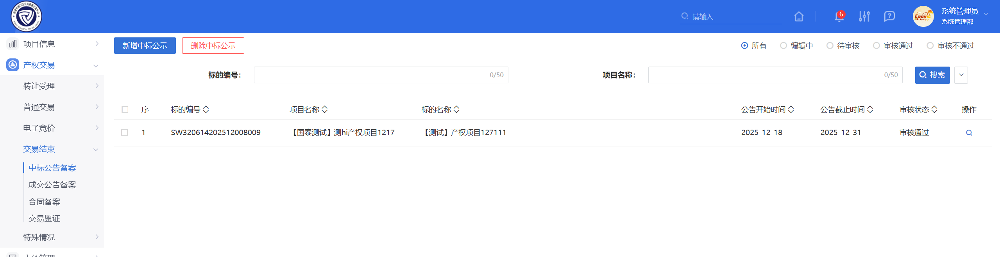 请输入
6
系统管理员
系统管理部
Epoint
项目信息
产权交易
转让受理
普通交易
电子竞价
交易结束
中标公告备案
成交公告备案
合同备案
交易鉴证
特殊情况
主体管理
新增中标公示 删除中标公示
所有 编辑中 待审核 审核通过 审核不通过
标的编号： 0/50 项目名称： 0/50 搜索
序 标的编号 项目名称 标的名称 公告开始时间 公告截止时间 审核状态 操作
1 SW320614202512008009 【国泰测试】测hi产权项目1217 【测试】产权项目127111 2025-12-18 2025-12-31 审核通过